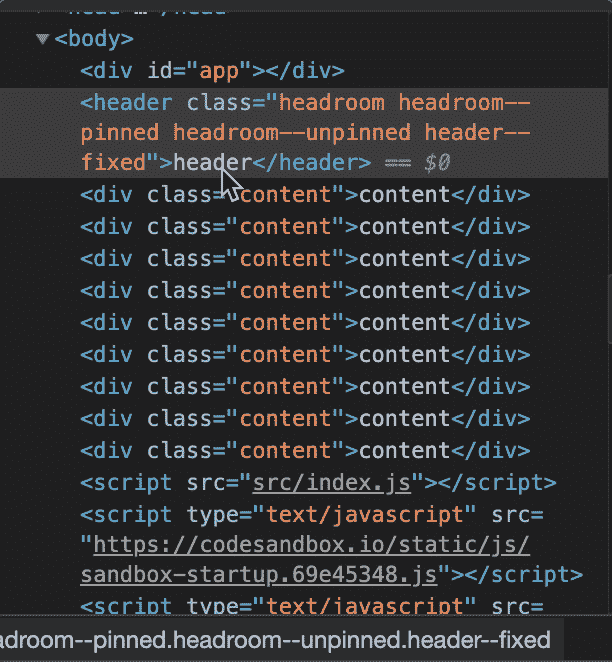 <body>
<div id="app"></div>
<header class="headroom headroom--
pinned headroom--unpinned header--
fixed">header</header> == $0
<div class="content">content</div>
<div class="content">content</div>
<div class="content">content</div>
<div class="content">content</div>
<div class="content">content</div>
<div class="content">content</div>
<div class="content">content</div>
<div class="content">content</div>
<div class="content">content</div>
<script src="src/index.js"></script>
<script type="text/javascript" src=
"https://codesandbox.io/static/js/
sandbox-startup.69e45348.js"></script>
<script type="text/javascript" src=
adroom--pinned.headroom--unpinned.header--fixed